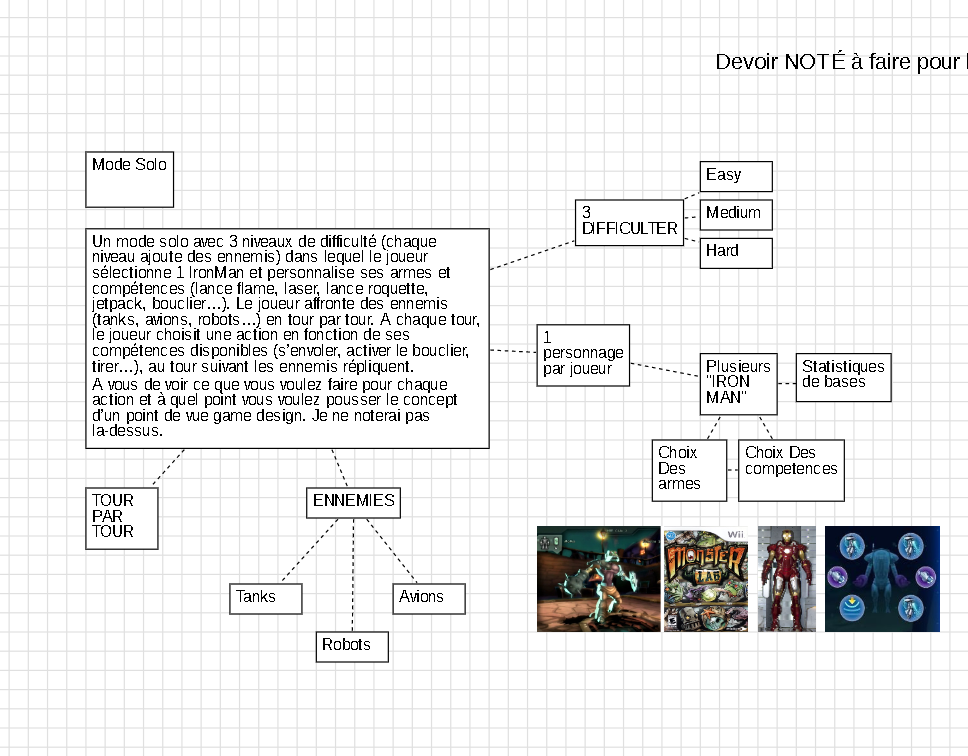 Devoir NOTÉ à faire pour
Mode Solo
Un mode solo avec 3 niveaux de difficulté (chaque
niveau ajoute des ennemis) dans lequel le joueur
sélectionne 1 IronMan et personnalise ses armes et
compétences (lance flame, laser, lance roquette,
jetpack, bouclier…). Le joueur affronte des ennemis
(tanks, avions, robots…) en tour par tour. A chaque tour,
le joueur choisit une action en fonction de ses
compétences disponibles (s’envoler, activer le bouclier,
tirer…), au tour suivant les ennemis répliquent.
A vous de voir ce que vous voulez faire pour chaque
action et à quel point vous voulez pousser le concept
d’un point de vue game design. Je ne noterai pas
la-dessus.
3
DIFFICULTER
Easy
Medium
Hard
1
personnage
par joueur
Plusieurs
"IRON
MAN"
Statistiques
de bases
Choix
Des
armes
Choix Des
competences
TOUR
PAR
TOUR
ENNEMIES
Tanks
Avions
Robots
Wii
MONSTER
LAB